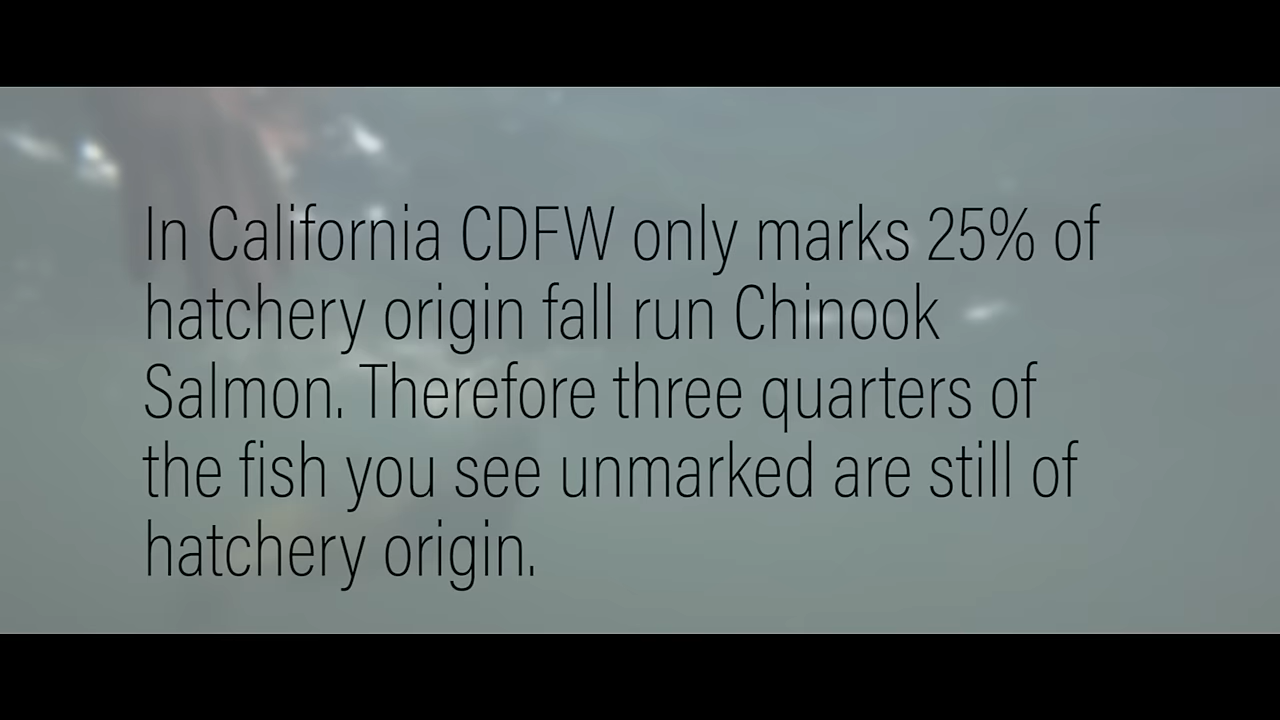 In California CDFW only marks 25% of
hatchery origin fall run Chinook
Salmon. Therefore three quarters of
the fish you see unmarked are still of
hatchery origin.